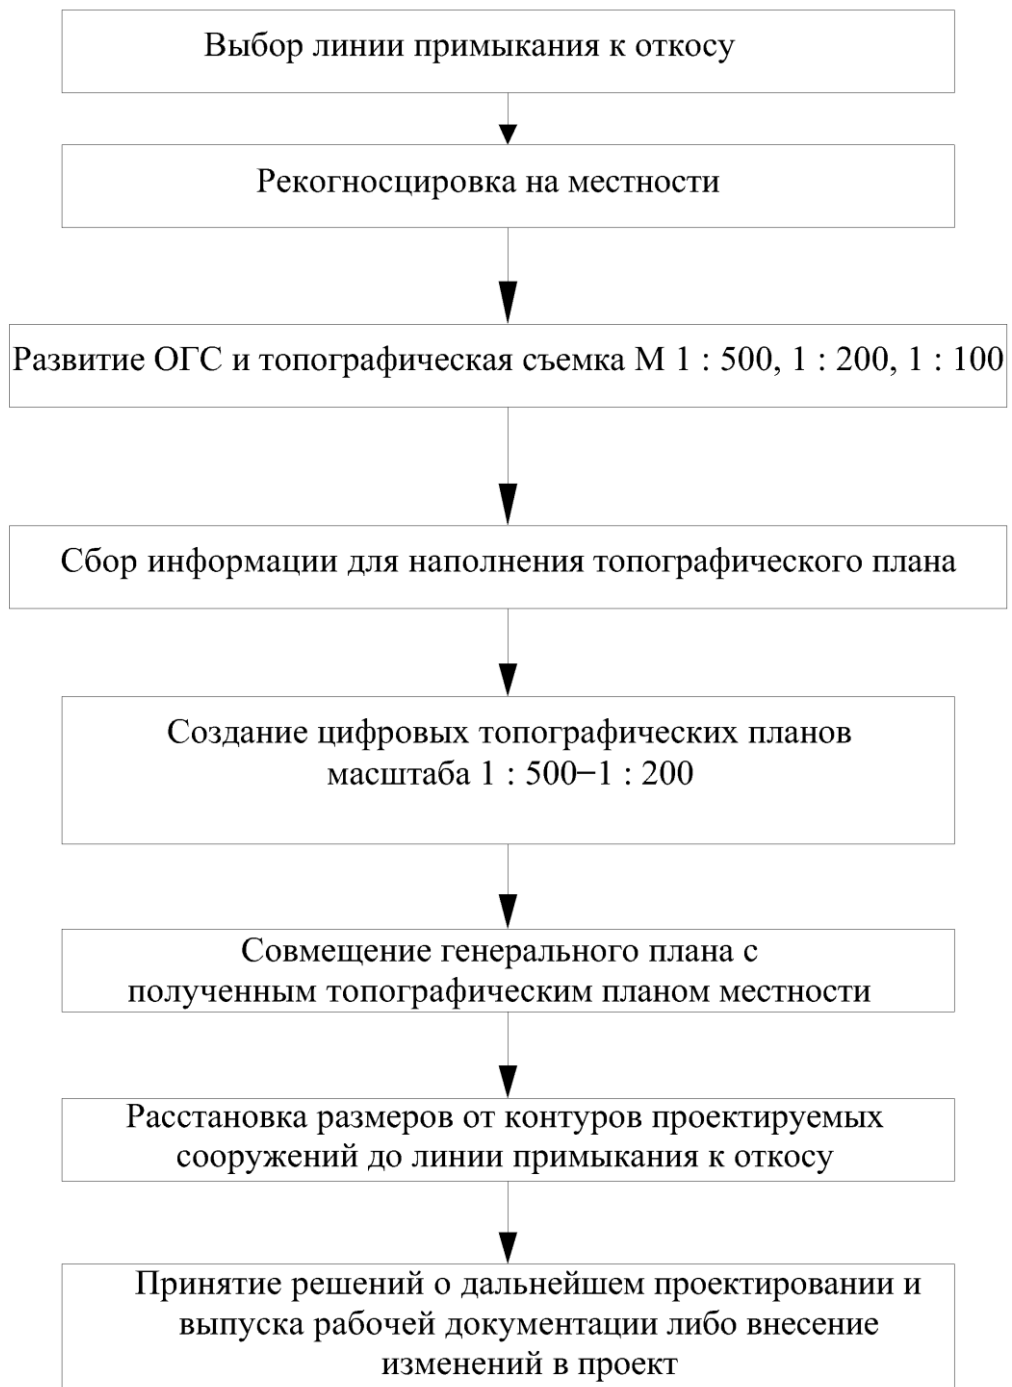 Выбор линии примыкания к откосу
Рекогносцировка на местности
Развитие ОГС и топографическая съемка М 1 : 500, 1 : 200, 1 : 100
Сбор информации для наполнения топографического плана
Создание цифровых топографических планов
масштаба 1 : 500−1 : 200
Совмещение генерального плана с
полученным топографическим планом местности
Расстановка размеров от контуров проектируемых
сооружений до линии примыкания к откосу
Принятие решений о дальнейшем проектировании и
выпуска рабочей документации либо внесение
изменений в проект